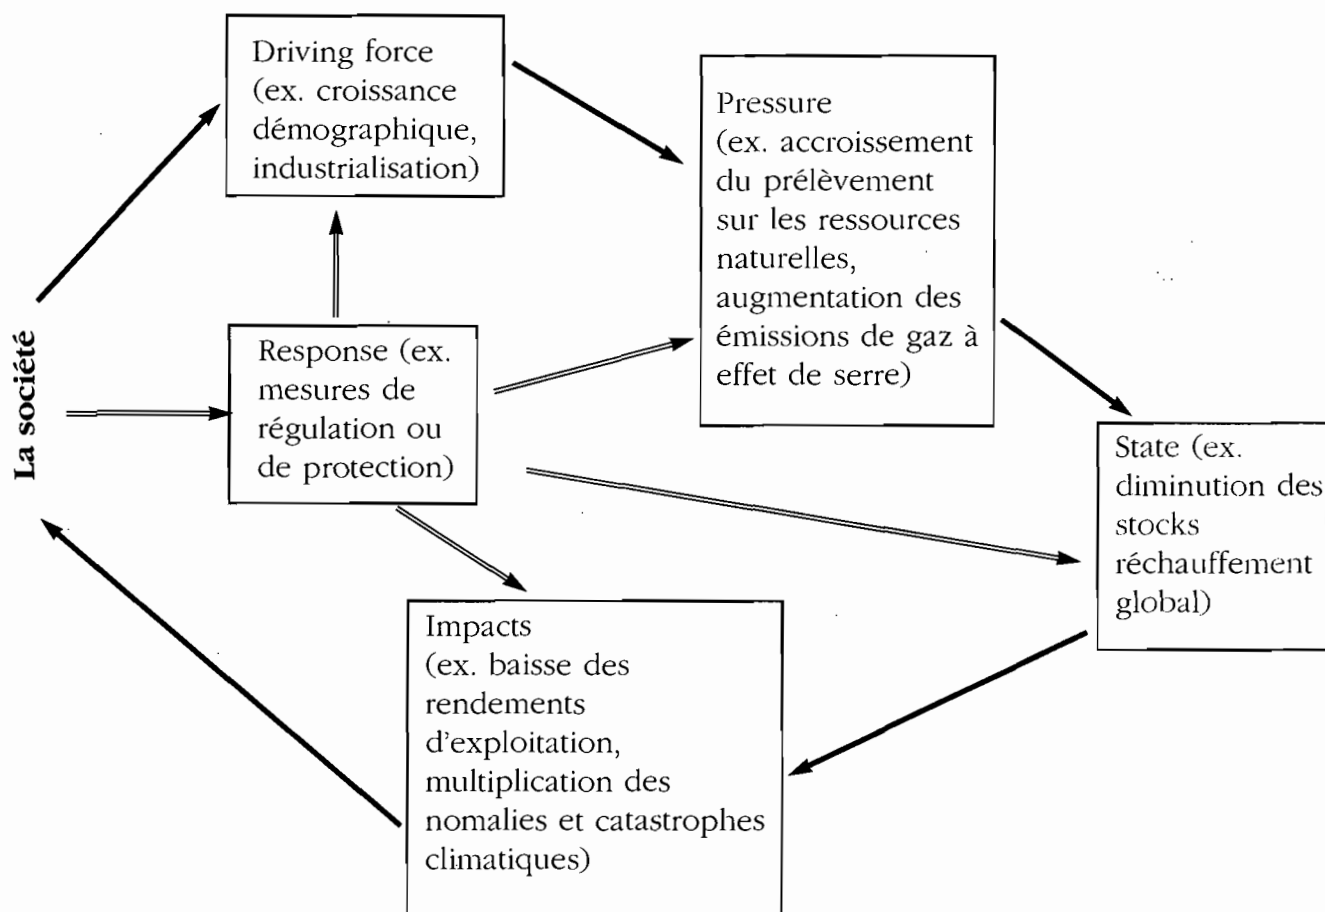 Driving force
(ex. croissance
démographique,
industrialisation)
Pressure
(ex. accroissement
du prélèvement
sur les ressources
naturelles,
augmentation des
émissions de gaz à
effet de serre)
La société
Response (ex.
mesures de
régulation ou
de protection)
State (ex.
diminution des
stocks
réchauffement
global)
Impacts
(ex. baisse des
rendements
d'exploitation,
multiplication des
nomalies et catastrophes
climatiques)